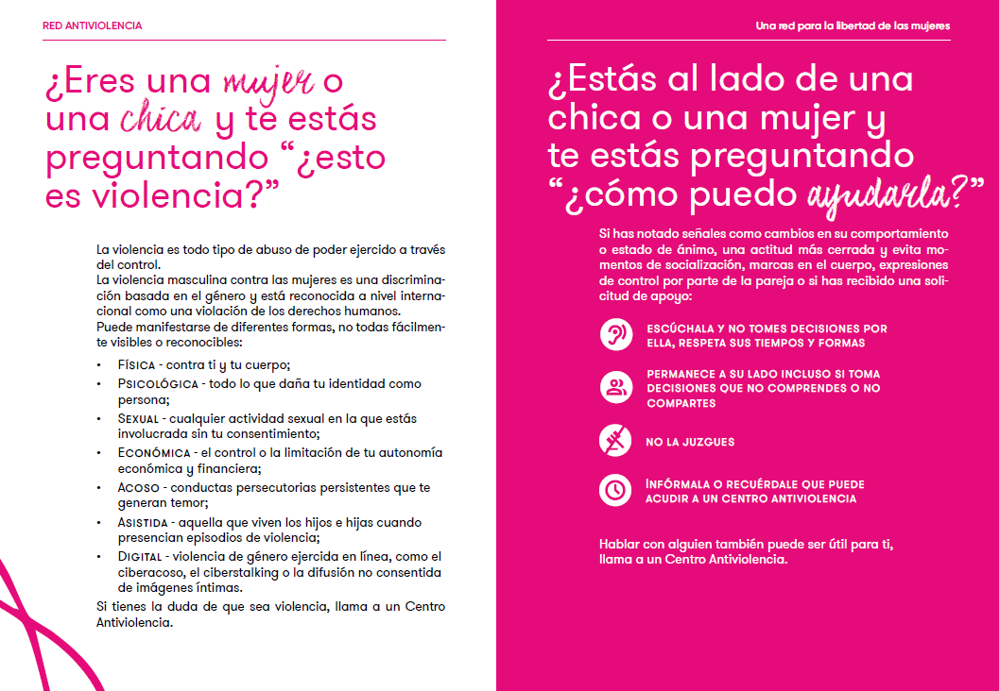 RED ANTIVIOLENCIA
¿Eres una mujer o
una chica y te estás
preguntando “¿esto
es violencia?”
La violencia es todo tipo de abuso de poder ejercido a través
del control.
La violencia masculina contra las mujeres es una discrimina-
ción basada en el género y está reconocida a nivel interna-
cional como una violación de los derechos humanos.
Puede manifestarse de diferentes formas, no todas fácilmen-
te visibles o reconocibles:
• FÍSICA - contra ti y tu cuerpo;
• PSICOLÓGICA - todo lo que daña tu identidad como
persona;
• SEXUAL - cualquier actividad sexual en la que estás
involucrada sin tu consentimiento;
• ECONÓMICA - el control o la limitación de tu autonomía
económica y financiera;
• ACOSO - conductas persecutorias persistentes que te
generan temor;
• ASISTIDA - aquella que viven los hijos e hijas cuando
presencian episodios de violencia;
• DIGITAL - violencia de género ejercida en línea, como el
ciberacoso, el ciberstalking o la difusión no consentida
de imágenes íntimas.
Si tienes la duda de que sea violencia, llama a un Centro
Antiviolencia.
Una red para la libertad de las mujeres
¿Estás al lado de una
chica o una mujer y
te estás preguntando
“¿cómo puedo ayudarla?”
Si has notado señales como cambios en su comportamiento
o estado de ánimo, una actitud más cerrada y evita mo-
mentos de socialización, marcas en el cuerpo, expresiones
de control por parte de la pareja o si has recibido una soli-
citud de apoyo:
ESCÚCHALA Y NO TOMES DECISIONES POR
ELLA, RESPETA SUS TIEMPOS Y FORMAS
PERMANECE A SU LADO INCLUSO SI TOMA
DECISIONES QUE NO COMPRENDES O NO
COMPARTES
NO LA JUZGUES
INFÓRMALA O RECUÉRDALE QUE PUEDE
ACUDIR A UN CENTRO ANTIVIOLENCIA
Hablar con alguien también puede ser útil para ti,
llama a un Centro Antiviolencia.